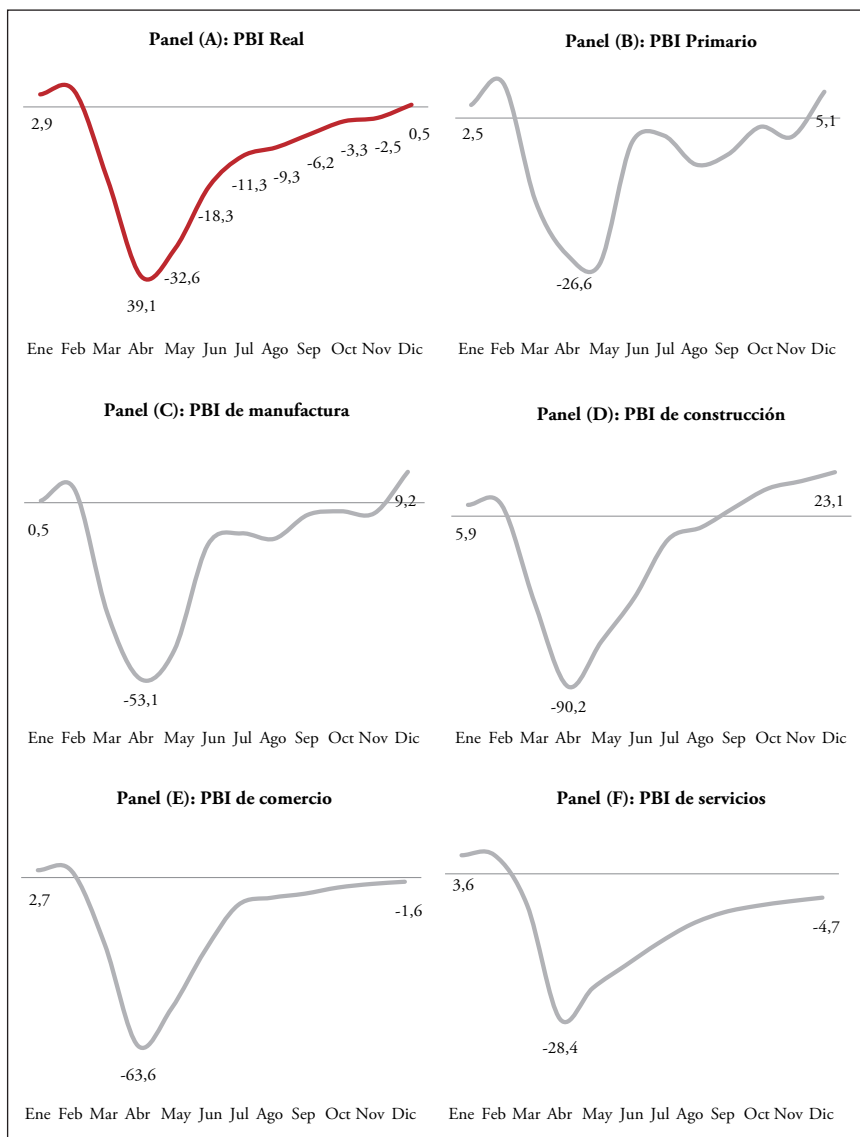 Panel (A): PBI Real
2,9
0,5
-2,5
-3,3
-6,2
-9,3
-11,3
-18,3
-32,6
39,1
Ene Feb Mar Abr May Jun Jul Ago Sep Oct Nov Dic
Panel (B): PBI Primario
2,5
5,1
-26,6
Ene Feb Mar Abr May Jun Jul Ago Sep Oct Nov Dic
Panel (C): PBI de manufactura
0,5
9,2
-53,1
Ene Feb Mar Abr May Jun Jul Ago Sep Oct Nov Dic
Panel (D): PBI de construcción
5,9
23,1
-90,2
Ene Feb Mar Abr May Jun Jul Ago Sep Oct Nov Dic
Panel (E): PBI de comercio
2,7
-1,6
-63,6
Ene Feb Mar Abr May Jun Jul Ago Sep Oct Nov Dic
Panel (F): PBI de servicios
3,6
-4,7
-28,4
Ene Feb Mar Abr May Jun Jul Ago Sep Oct Nov Dic